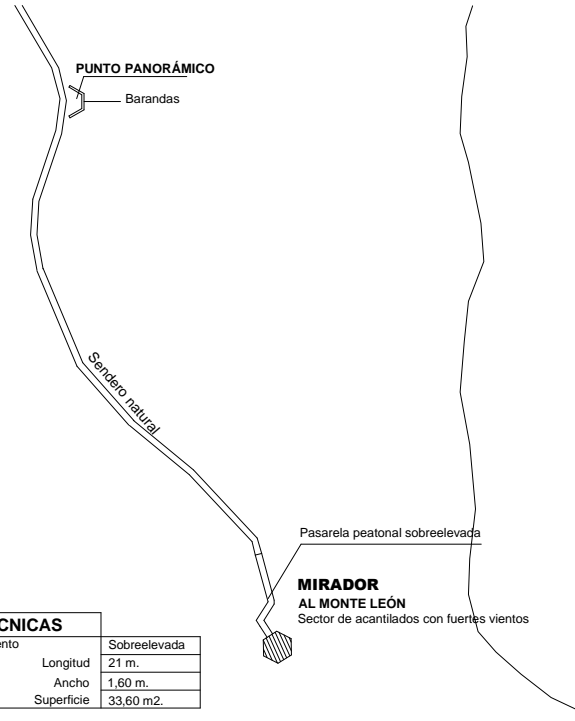 PUNTO PANORÁMICO
Barandas
Sendero natural
Pasarela peatonal sobreelevada
MIRADOR
AL MONTE LEÓN
Sector de acantilados con fuertes vientos
CNICAS
ento Sobreelevada
Longitud 21 m.
Ancho 1,60 m.
Superficie 33,60 m2.